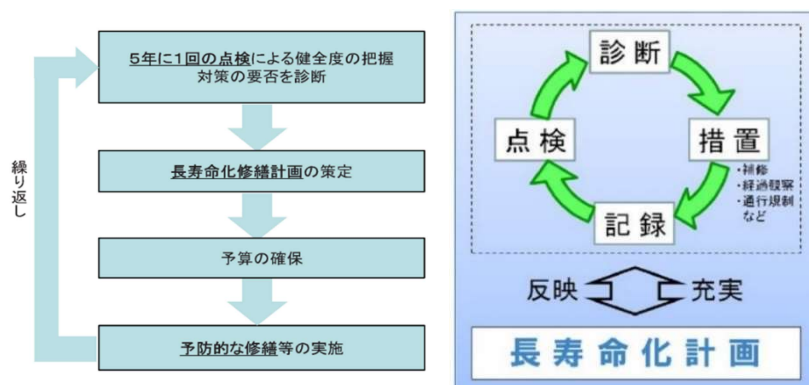 5年に1回の点検による健全度の把握
対策の要否を診断
長寿命化修繕計画の策定
予算の確保
予防的な修繕等の実施
繰り返し
診断
点検
措置
・補修
・経過観察
・通行規制
など
記録
反映
充実
長寿命化計画